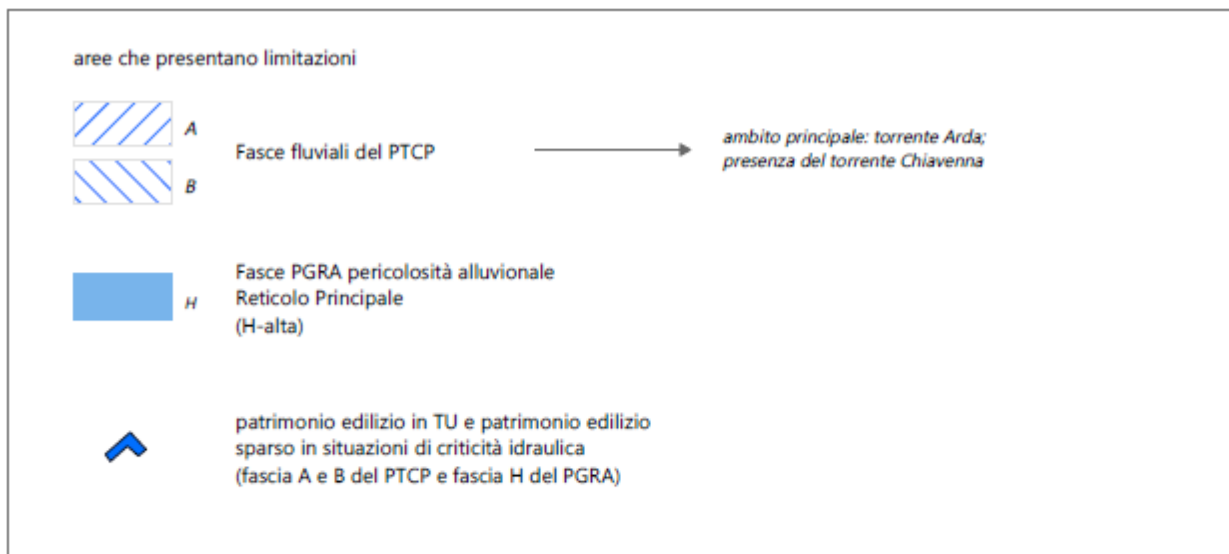 aree che presentano limitazioni
A
Fasce fluviali del PTCP
ambito principale: torrente Arda;
presenza del torrente Chiavenna
B
Fasce PGRA pericolosità alluvionale
Reticolo Principale
H
(H-alta)
patrimonio edilizio in TU e patrimonio edilizio
sparso in situazioni di criticità idraulica
(fascia A e B del PTCP e fascia H del PGRA)